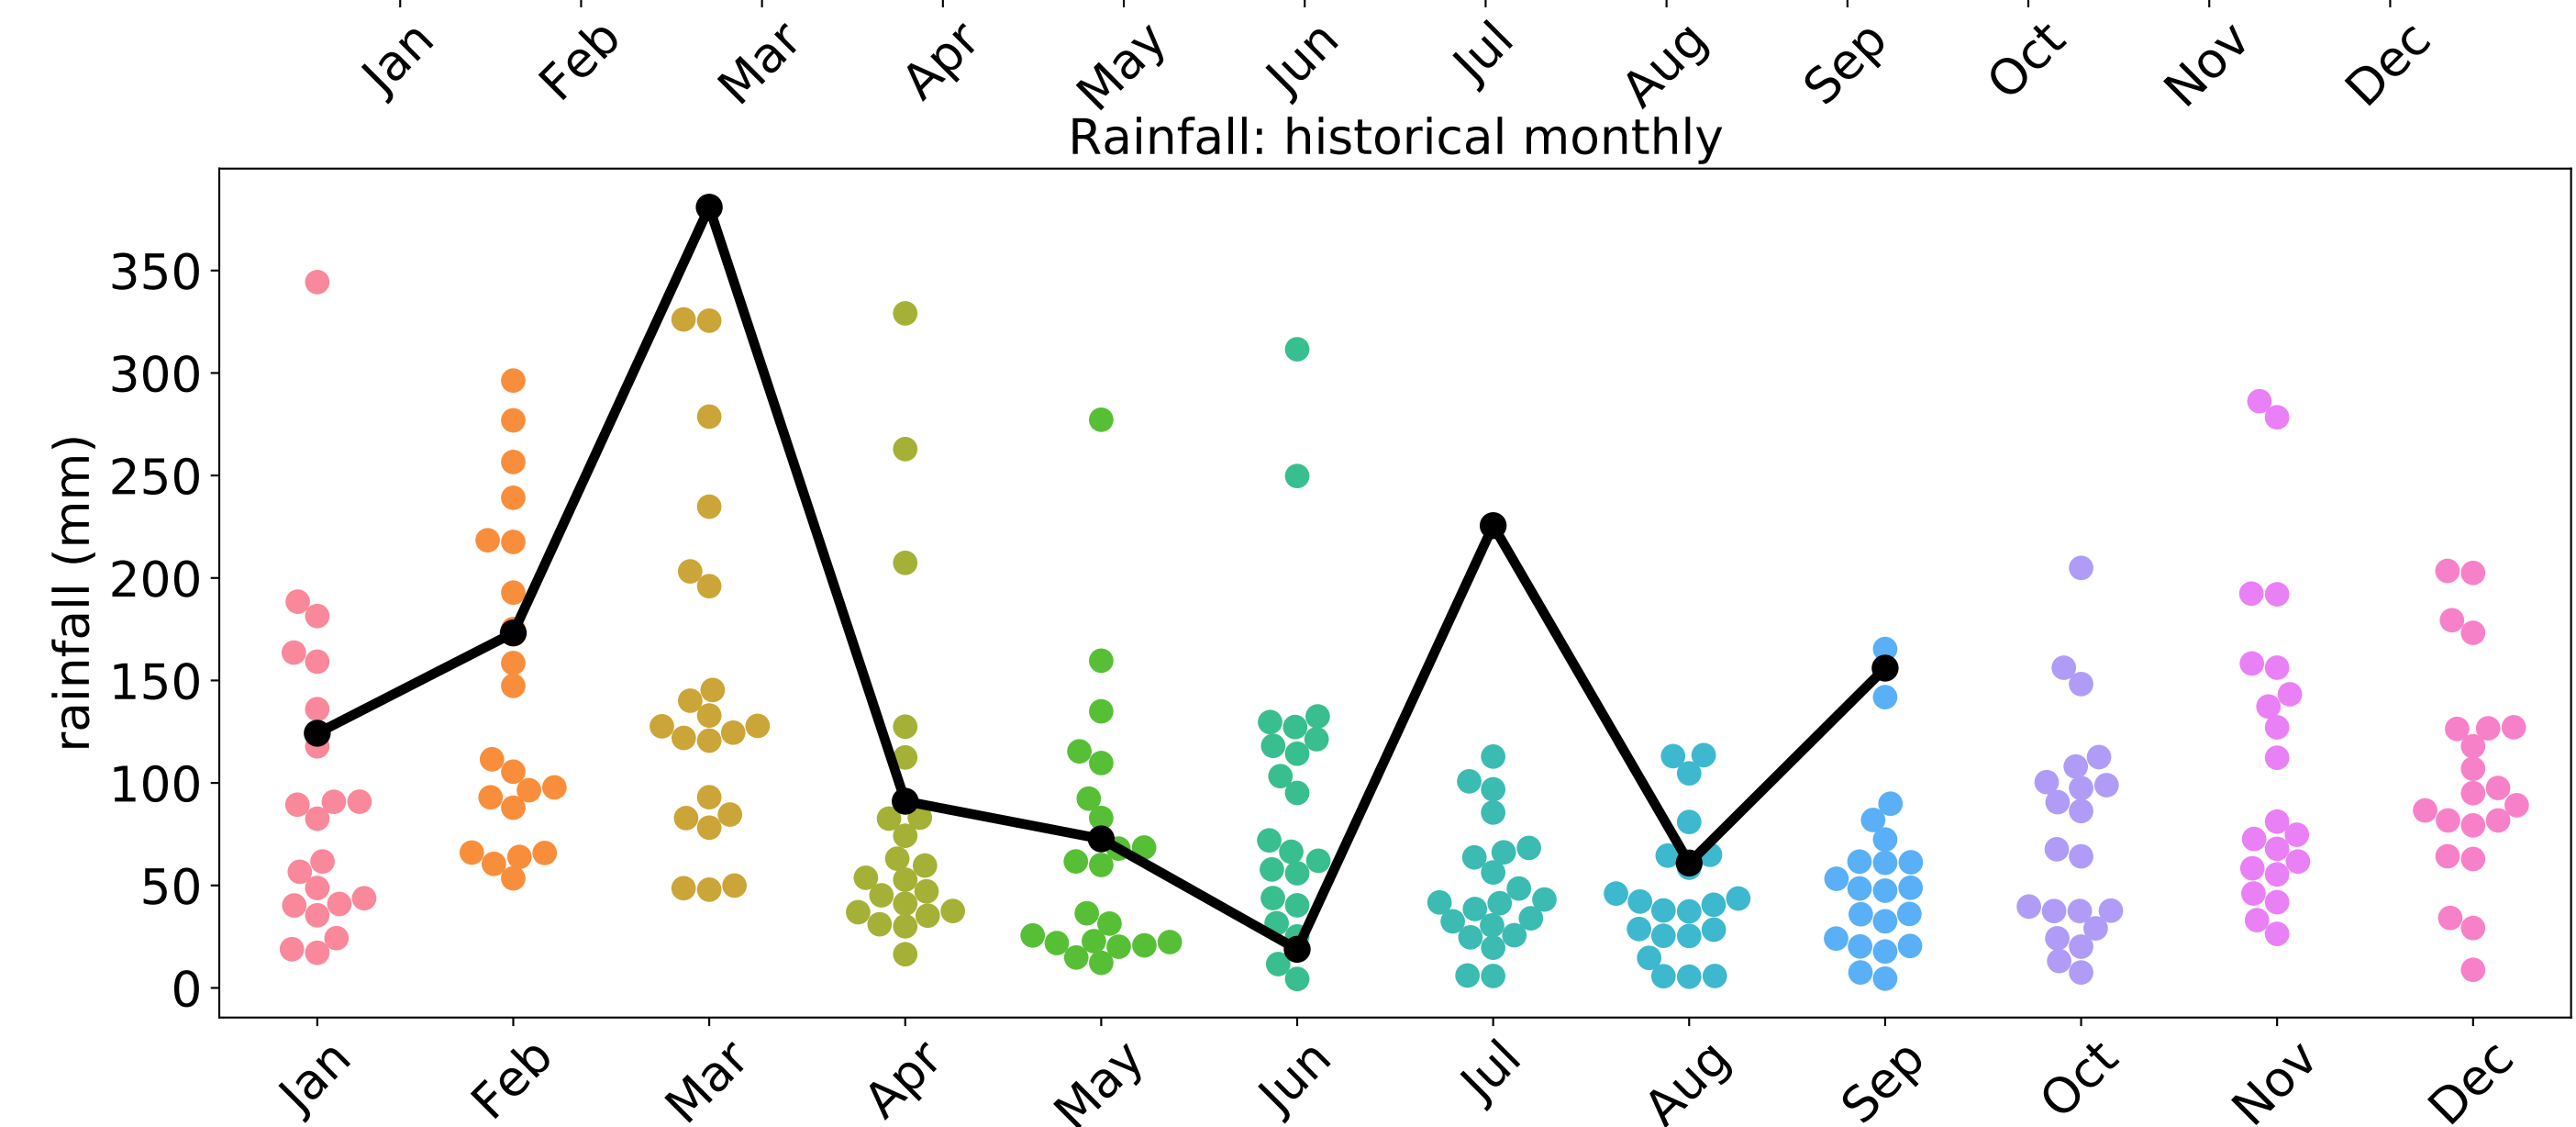 Jan Feb Mar Apr May Jun Jul Aug Sep Oct Nov Dec
Rainfall: historical monthly
rainfall (mm)
350
300
250
200
150
100
50
0
Jan Feb Mar Apr May Jun Jul Aug Sep Oct Nov Dec